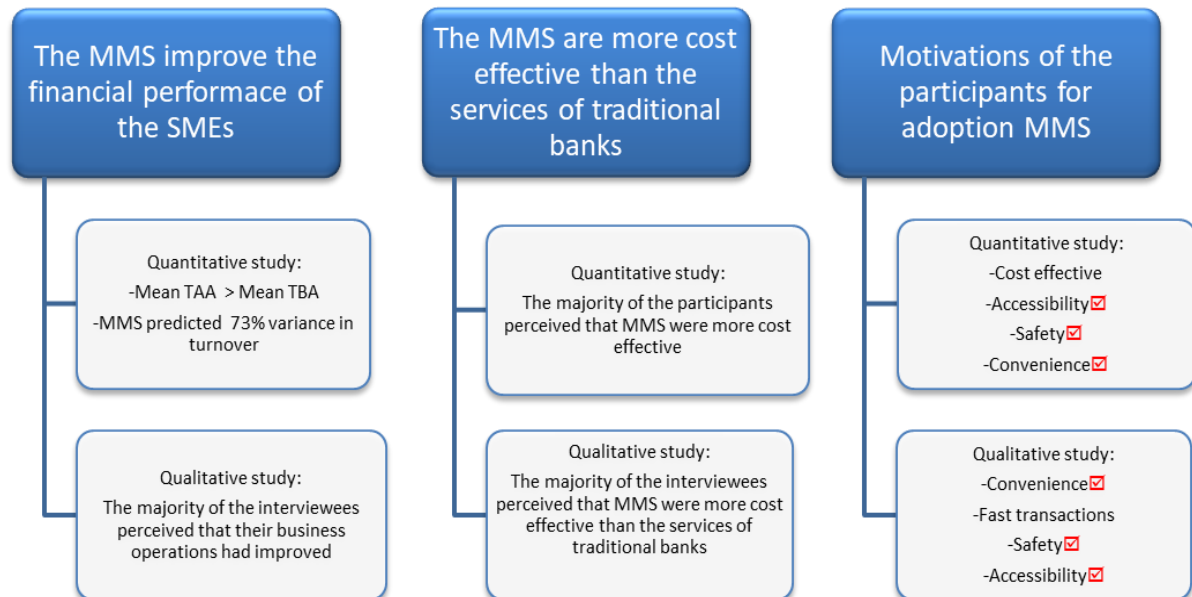 The MMS improve the
financial performace of
the SMEs
Quantitative study:
-Mean TAA > Mean TBA
-MMS predicted 73% variance in
turnover
Qualitative study:
The majority of the interviewees
perceived that their business
operations had improved
The MMS are more cost
effective than the
services of traditional
banks
Quantitative study:
The majority of the participants
perceived that MMS were more cost
effective
Qualitative study:
The majority of the interviewees
perceived that MMS were more cost
effective than the services of
traditional banks
Motivations of the
participants for
adoption MMS
Quantitative study:
-Cost effective
-Accessibility☑
-Safety☑
-Convenience☑
Qualitative study:
-Convenience☑
-Fast transactions
-Safety☑
-Accessibility☑